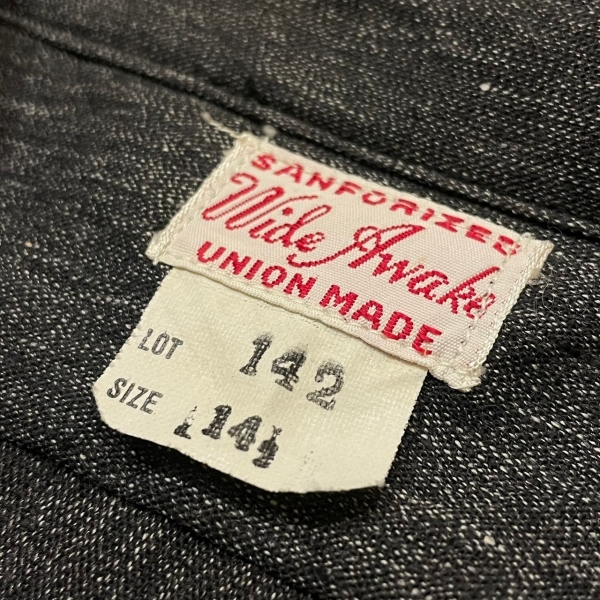 SANFORIZED
Wide Awake
UNION MADE
LOT 142
SIZE 14½